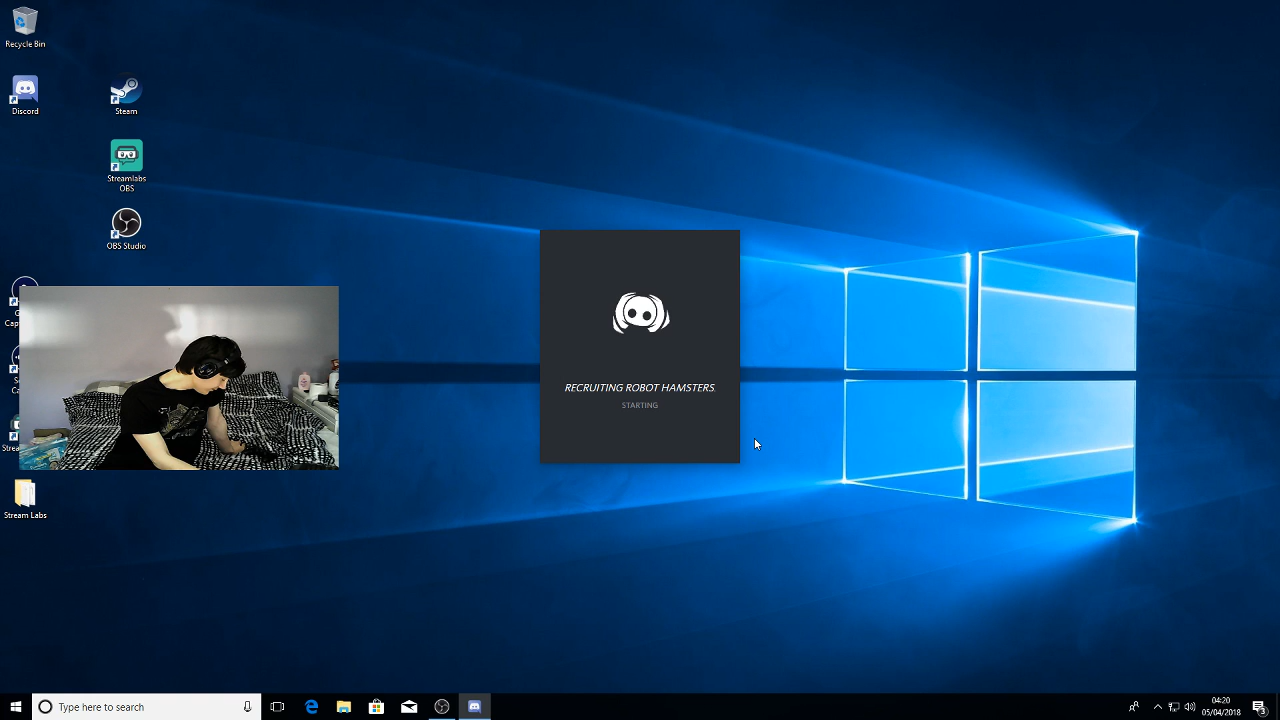 Recycle Bin
Discord
Steam
Streamlabs
OBS
OBS Studio
RECRUITING ROBOT HAMSTERS.
STARTING
Stream Labs
Type here to search
04:20
05/04/2018